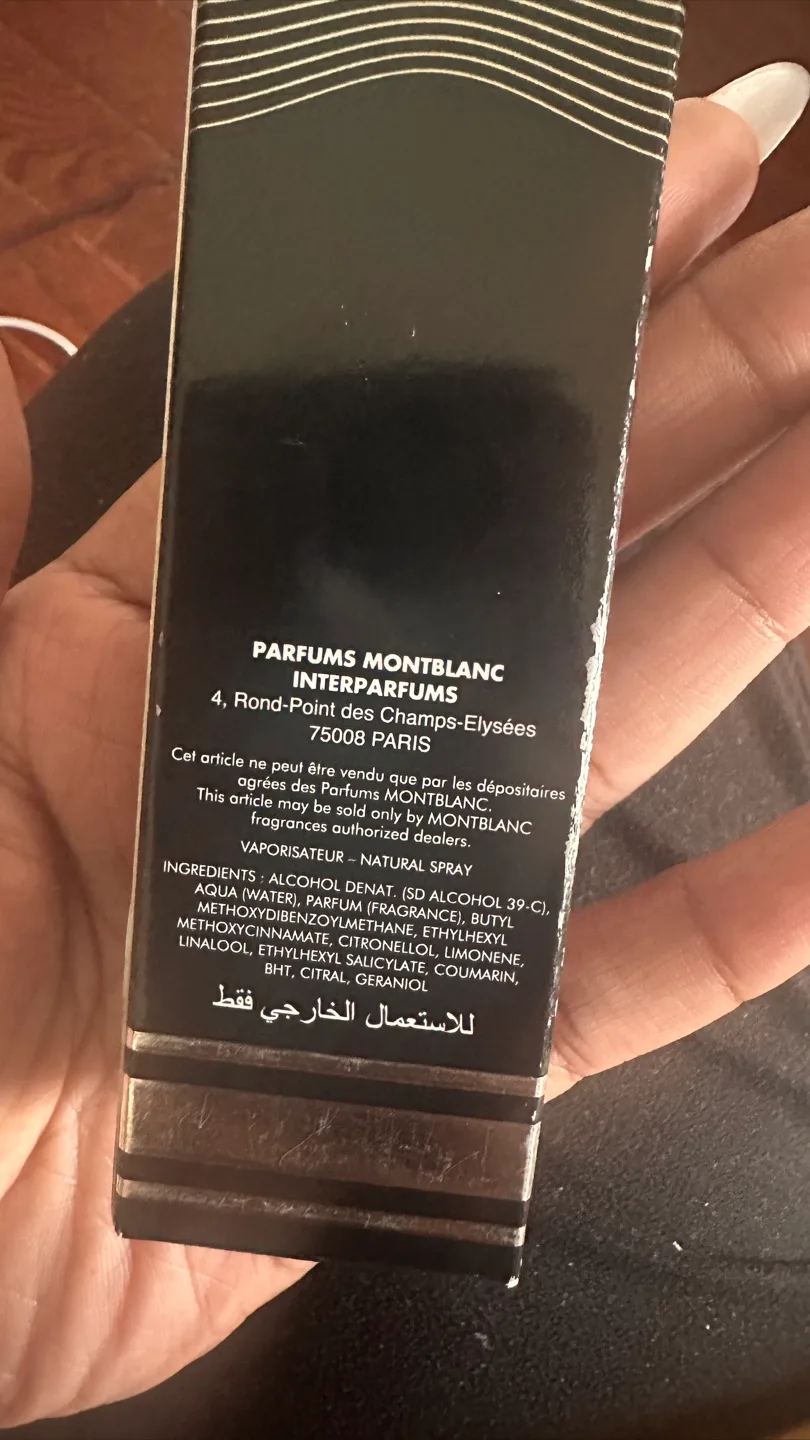 PARFUMS MONTBLANC
INTERPARFUMS
4, Rond-Point des Champs-Elysées
75008 PARIS
Cet article ne peut être vendu que par les dépositaires
agrées des Parfums MONTBLANC.
This article may be sold only by MONTBLANC
fragrances authorized dealers.
VAPORISATEUR – NATURAL SPRAY
INGREDIENTS : ALCOHOL DENAT. (SD ALCOHOL 39-C),
AQUA (WATER), PARFUM (FRAGRANCE), BUTYL
METHOXYDIBENZOYLMETHANE, ETHYLHEXYL
METHOXYCINNAMATE, CITRONELLOL, LIMONENE,
LINALOOL, ETHYLHEXYL SALICYLATE, COUMARIN,
BHT, CITRAL, GERANIOL
للاستعمال الخارجي فقط